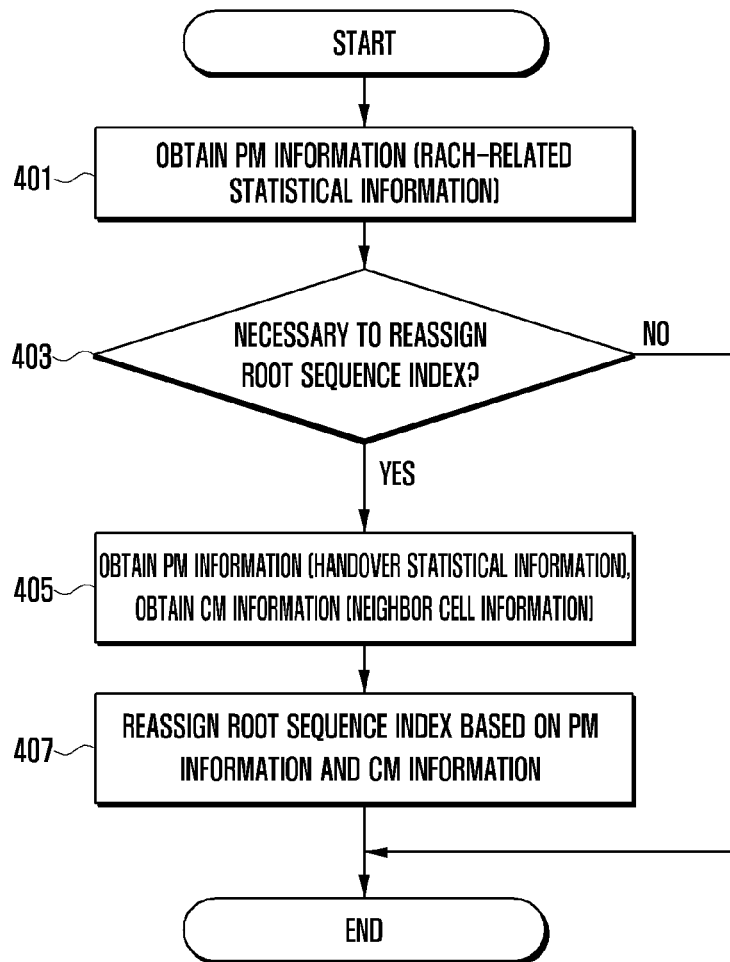 START
OBTAIN PM INFORMATION (RACH-RELATED
STATISTICAL INFORMATION)
401
NECESSARY TO REASSIGN
ROOT SEQUENCE INDEX?
403
NO
YES
OBTAIN PM INFORMATION (HANDOVER STATISTICAL INFORMATION),
OBTAIN CM INFORMATION (NEIGHBOR CELL INFORMATION)
405
REASSIGN ROOT SEQUENCE INDEX BASED ON PM
INFORMATION AND CM INFORMATION
407
END